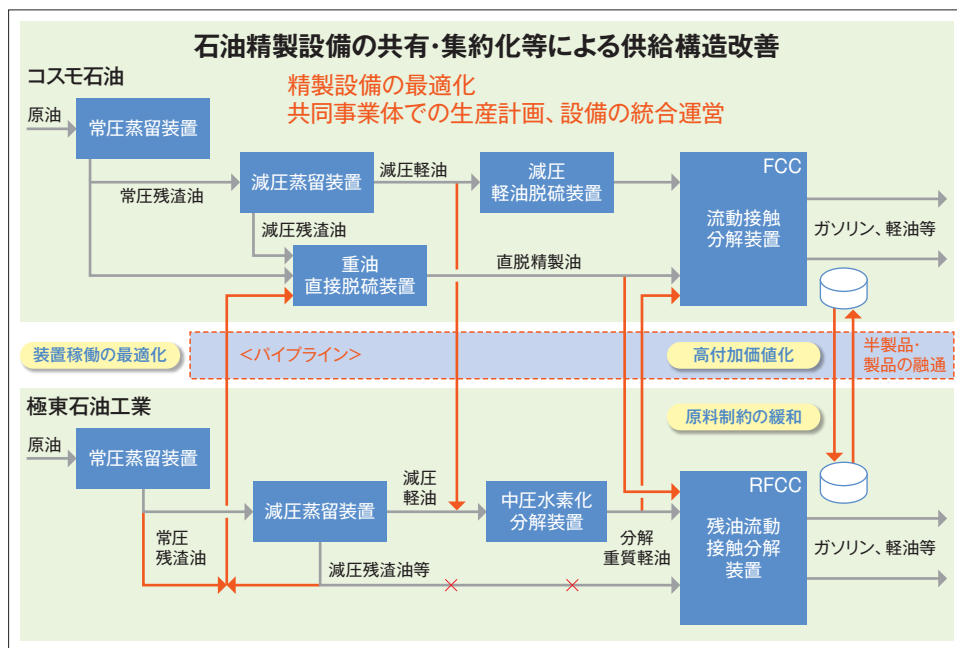 石油精製設備の共有・集約化等による供給構造改善
コスモ石油
精製設備の最適化
共同事業体での生産計画、設備の統合運営
原油
常圧蒸留装置
常圧残渣油
減圧蒸留装置
減圧軽油
減圧
軽油脱硫装置
FCC
流動接触
分解装置
ガソリン、軽油等
減圧残渣油
重油
直接脱硫装置
直脱精製油
装置稼働の最適化
<パイプライン>
高付加価値化
半製品・
製品の融通
極東石油工業
原料制約の緩和
原油
常圧蒸留装置
減圧蒸留装置
減圧
軽油
中圧水素化
分解装置
RFCC
残油流動
接触分解
装置
ガソリン、軽油等
常圧
残渣油
減圧残渣油等
分解
重質軽油